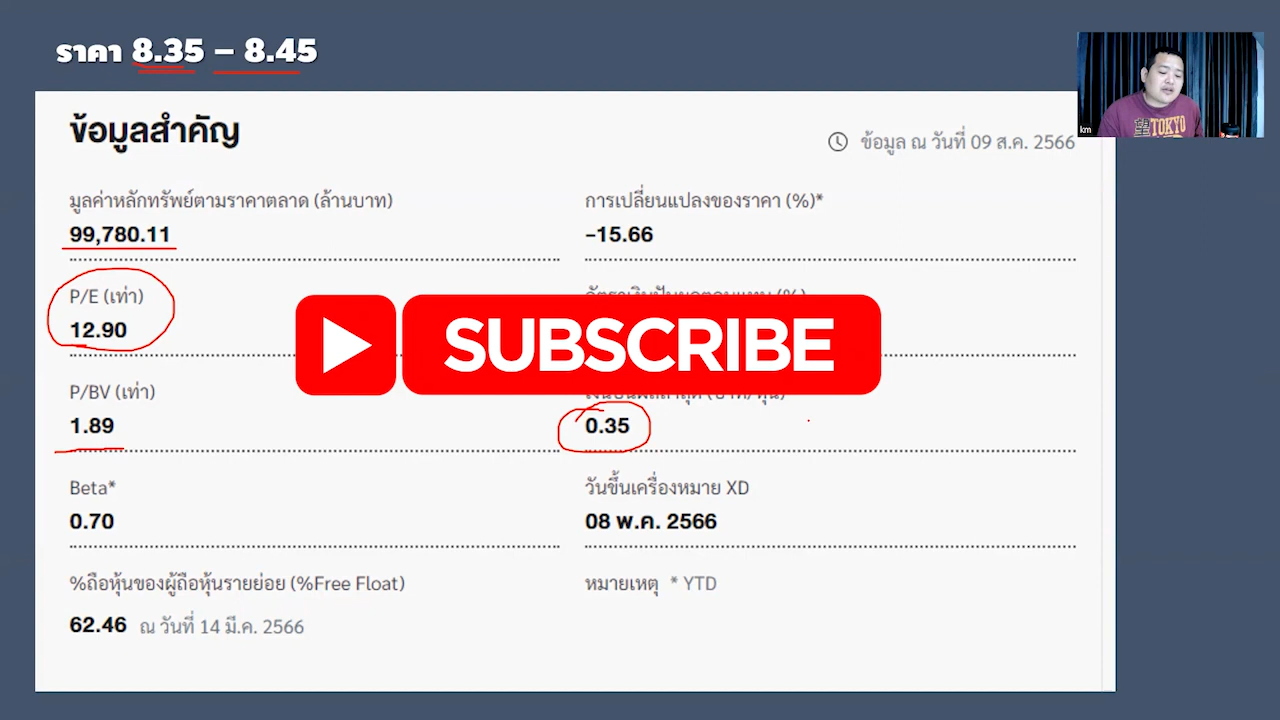 ราคา 8.35 – 8.45
ข้อมูลสำคัญ
ข้อมูล ณ วันที่ 09 ส.ค. 2566
km
TOKYO
มูลค่าหลักทรัพย์ตามราคาตลาด (ล้านบาท)
99,780.11
การเปลี่ยนแปลงของราคา (%)*
-15.66
P/E (เท่า)
12.90
SUBSCRIBE
P/BV (เท่า)
1.89
0.35
Beta*
0.70
วันขึ้นเครื่องหมาย XD
08 พ.ค. 2566
%ถือหุ้นของผู้ถือหุ้นรายย่อย (%Free Float)
62.46 ณ วันที่ 14 มี.ค. 2566
หมายเหตุ * YTD